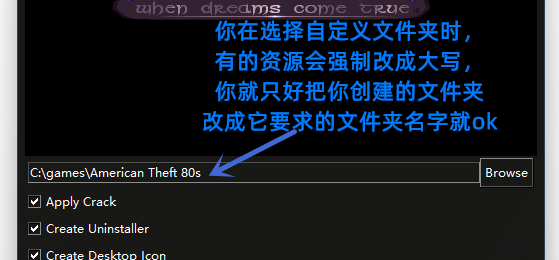 when dreams come true
你在选择自定义文件夹时，
有的资源会强制改成大写，
你就只好把你创建的文件夹
改成它要求的文件夹名字就ok
C:\games\American Theft 80s
Browse
Apply Crack
Create Uninstaller
Create Desktop Icon